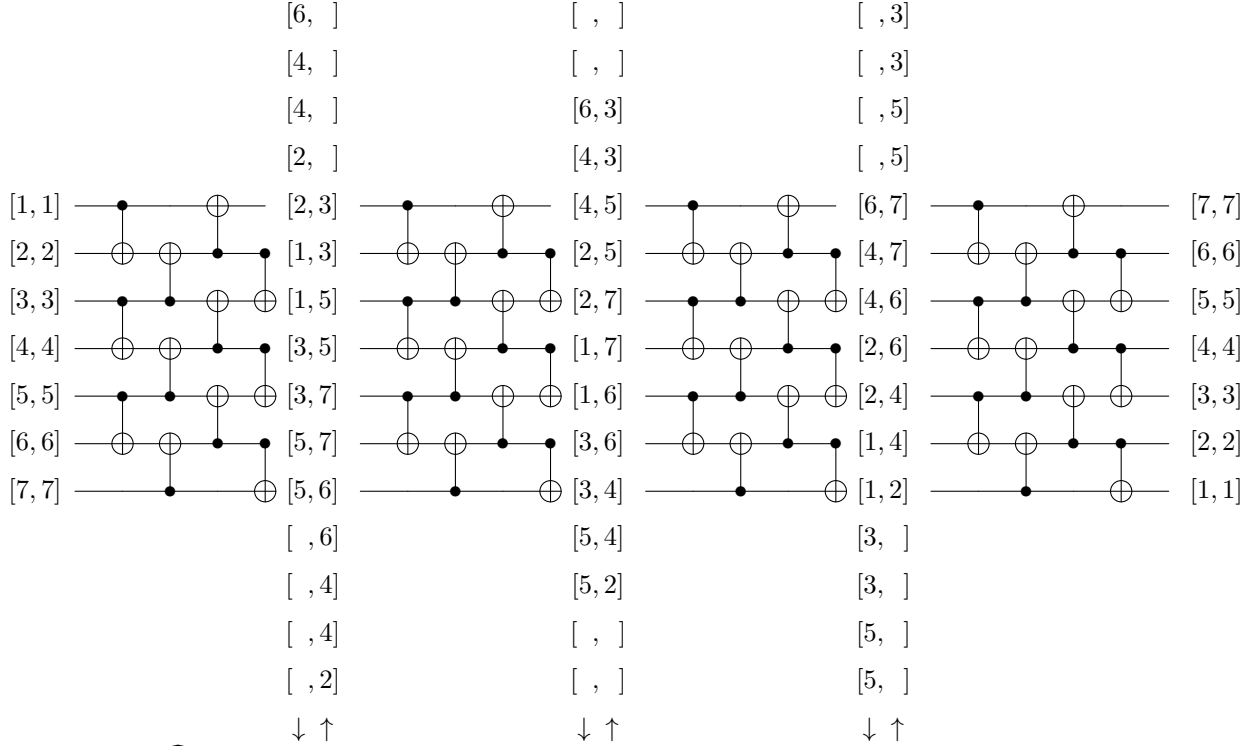 [6,  ] [ ,  ] [ , 3]
[4,  ] [ ,  ] [ , 3]
[4,  ] [6, 3] [ , 5]
[2,  ] [4, 3] [ , 5]
[1, 1] [2, 3] [4, 5] [6, 7] [7, 7]
[2, 2] [1, 3] [2, 5] [4, 7] [6, 6]
[3, 3] [1, 5] [2, 7] [4, 6] [5, 5]
[4, 4] [3, 5] [1, 7] [2, 6] [4, 4]
[5, 5] [3, 7] [1, 6] [2, 4] [3, 3]
[6, 6] [5, 7] [3, 6] [1, 4] [2, 2]
[7, 7] [5, 6] [3, 4] [1, 2] [1, 1]
[ , 6] [5, 4] [3,  ]
[ , 4] [5, 2] [3,  ]
[ , 4] [ ,  ] [5,  ]
[ , 2] [ ,  ] [5,  ]
↓ ↑ ↓ ↑ ↓ ↑